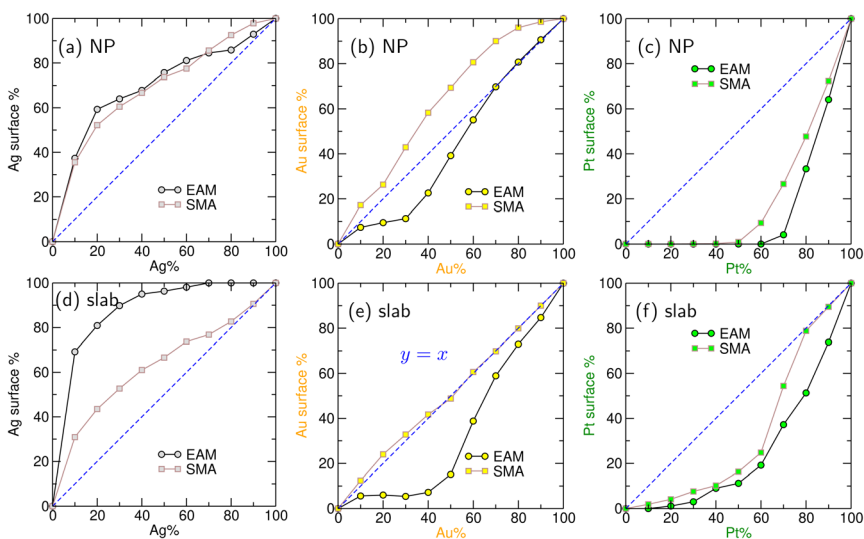 (a) NP
Ag surface %
100
80
60
40
20
0
0 20 40 60 80 100
Ag%
EAM
SMA
(b) NP
Au surface %
100
80
60
40
20
0
0 20 40 60 80 100
Au%
EAM
SMA
(c) NP
Pt surface %
100
80
60
40
20
0
0 20 40 60 80 100
Pt%
EAM
SMA
(d) slab
Ag surface %
100
80
60
40
20
0
0 20 40 60 80 100
Ag%
EAM
SMA
(e) slab
y = x
Au surface %
100
80
60
40
20
0
0 20 40 60 80 100
Au%
EAM
SMA
(f) slab
Pt surface %
100
80
60
40
20
0
0 20 40 60 80 100
Pt%
EAM
SMA